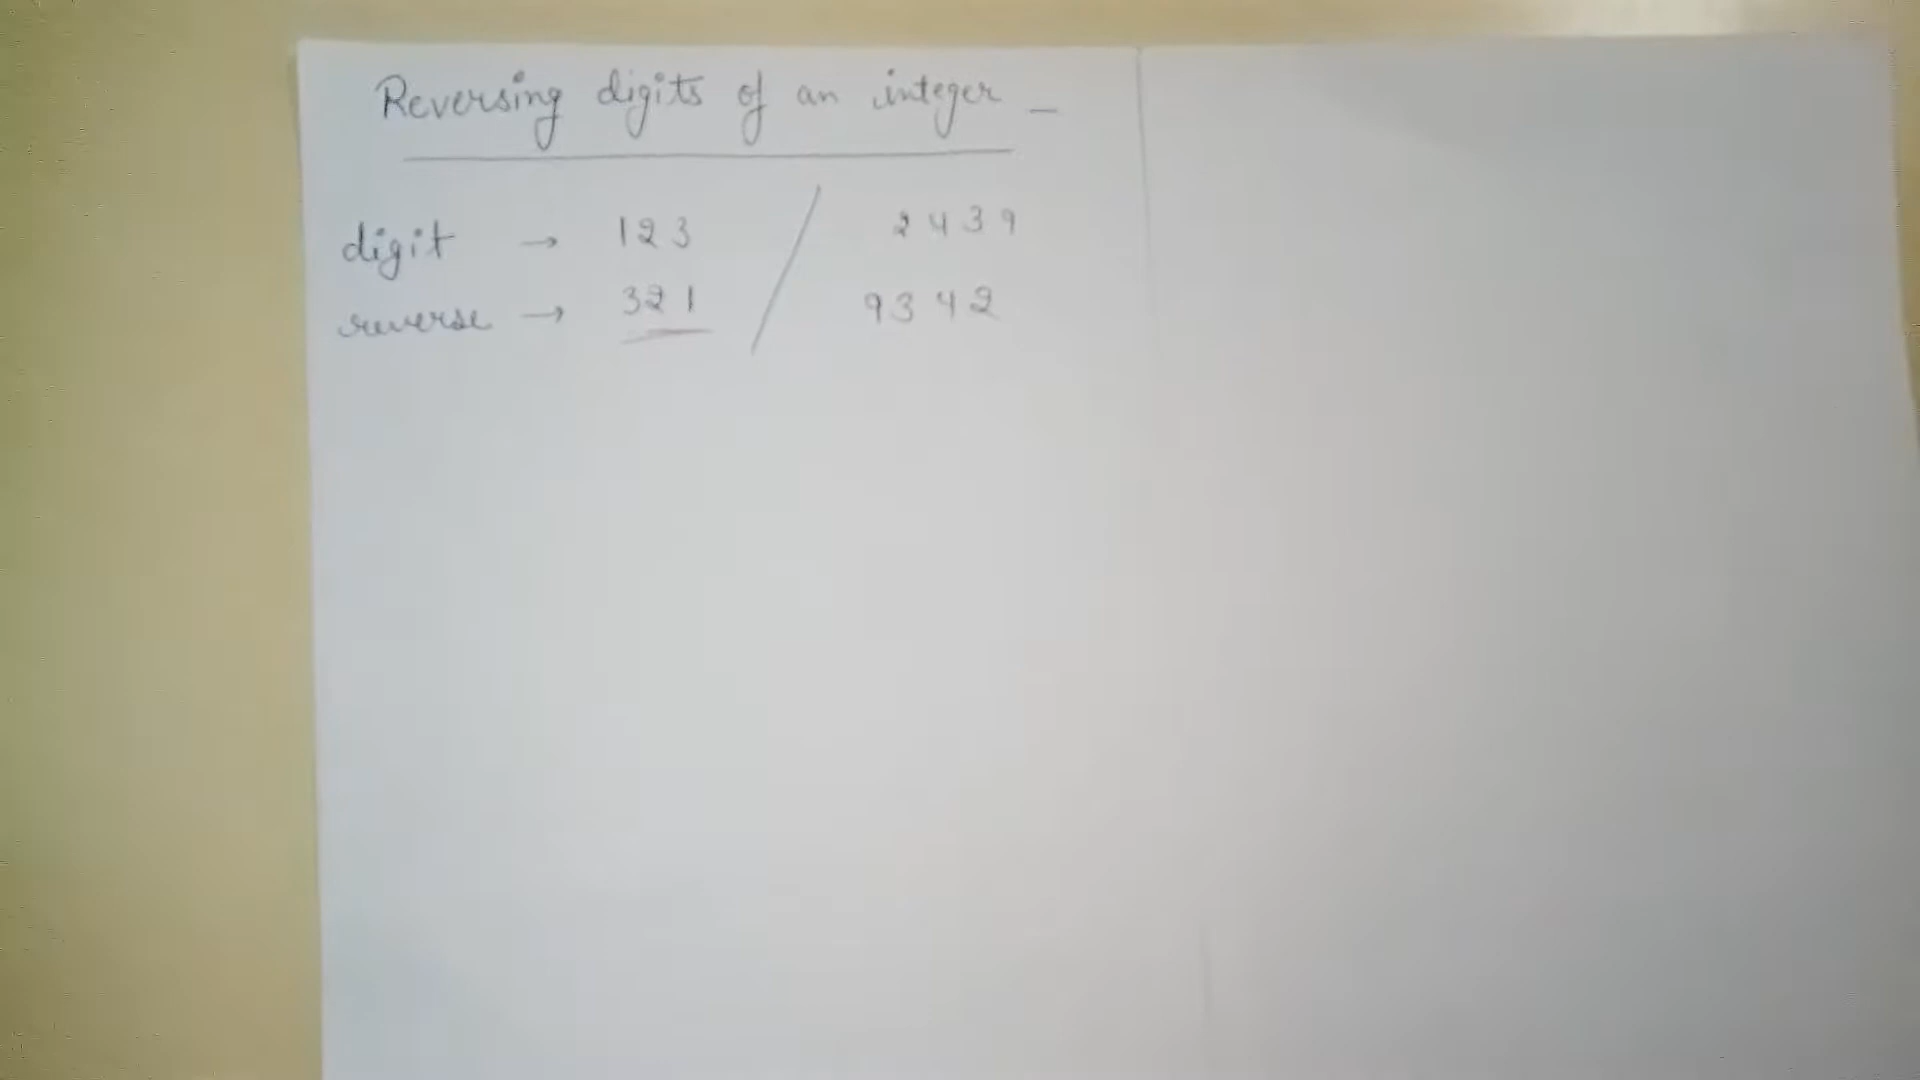 Reversing digits of an integer -
digit → 123 / 2439
reverse → 321 9342